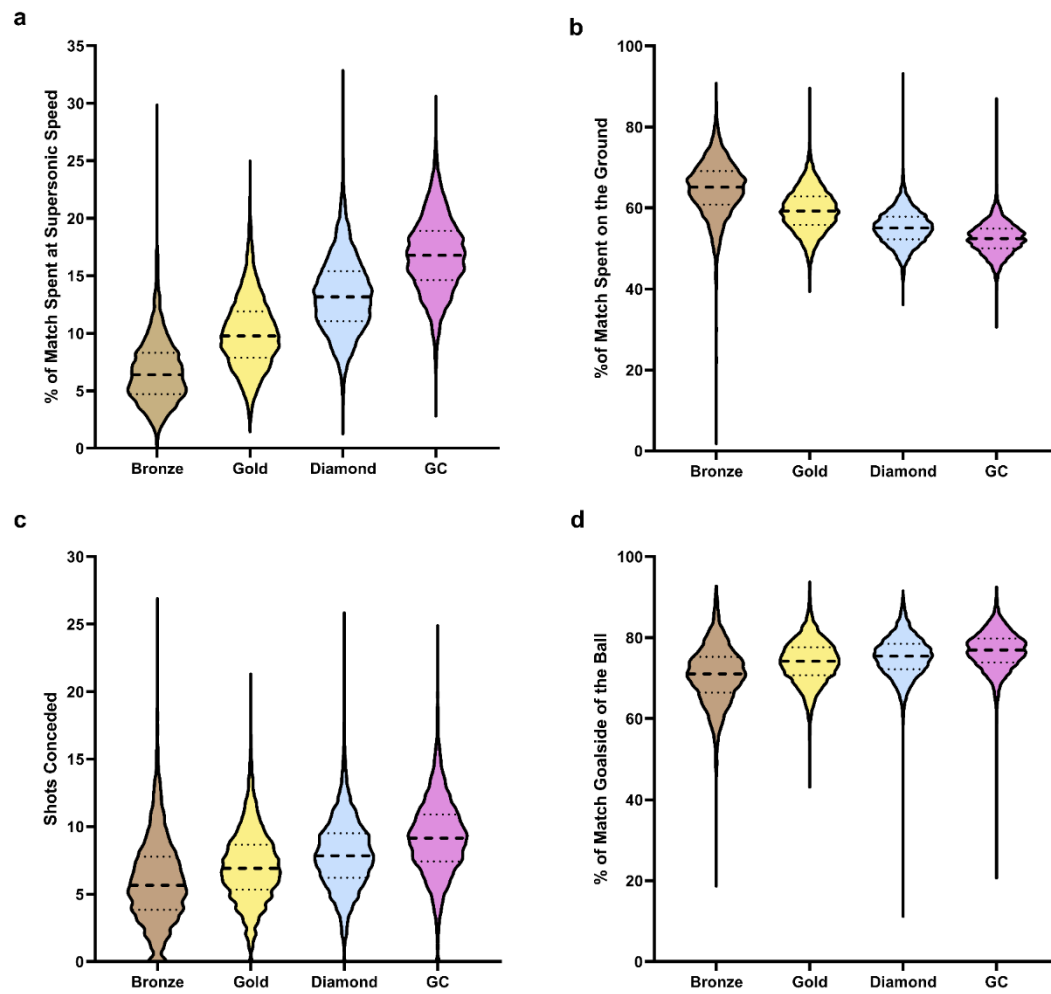 a
35
30
25
20
15
10
5
0
% of Match Spent at Supersonic Speed
Bronze Gold Diamond GC
b
100
80
60
40
20
0
%of Match Spent on the Ground
Bronze Gold Diamond GC
c
30
25
20
15
10
5
0
Shots Conceded
Bronze Gold Diamond GC
d
100
80
60
40
20
0
% of Match Goalside of the Ball
Bronze Gold Diamond GC